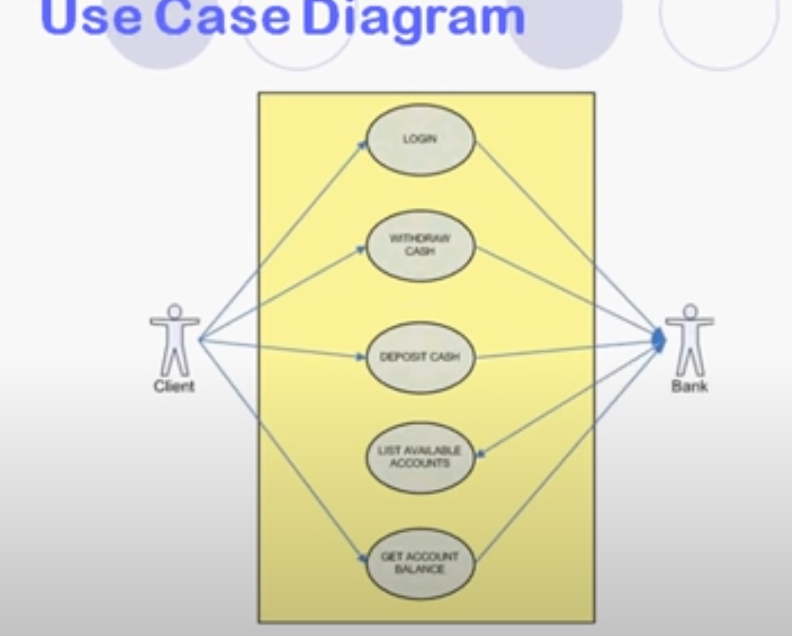 Use Case Diagram
LOGIN
WITHDRAW
CASH
Client
DEPOSIT CASH
Bank
LIST AVAILABLE
ACCOUNTS
GET ACCOUNT
BALANCE